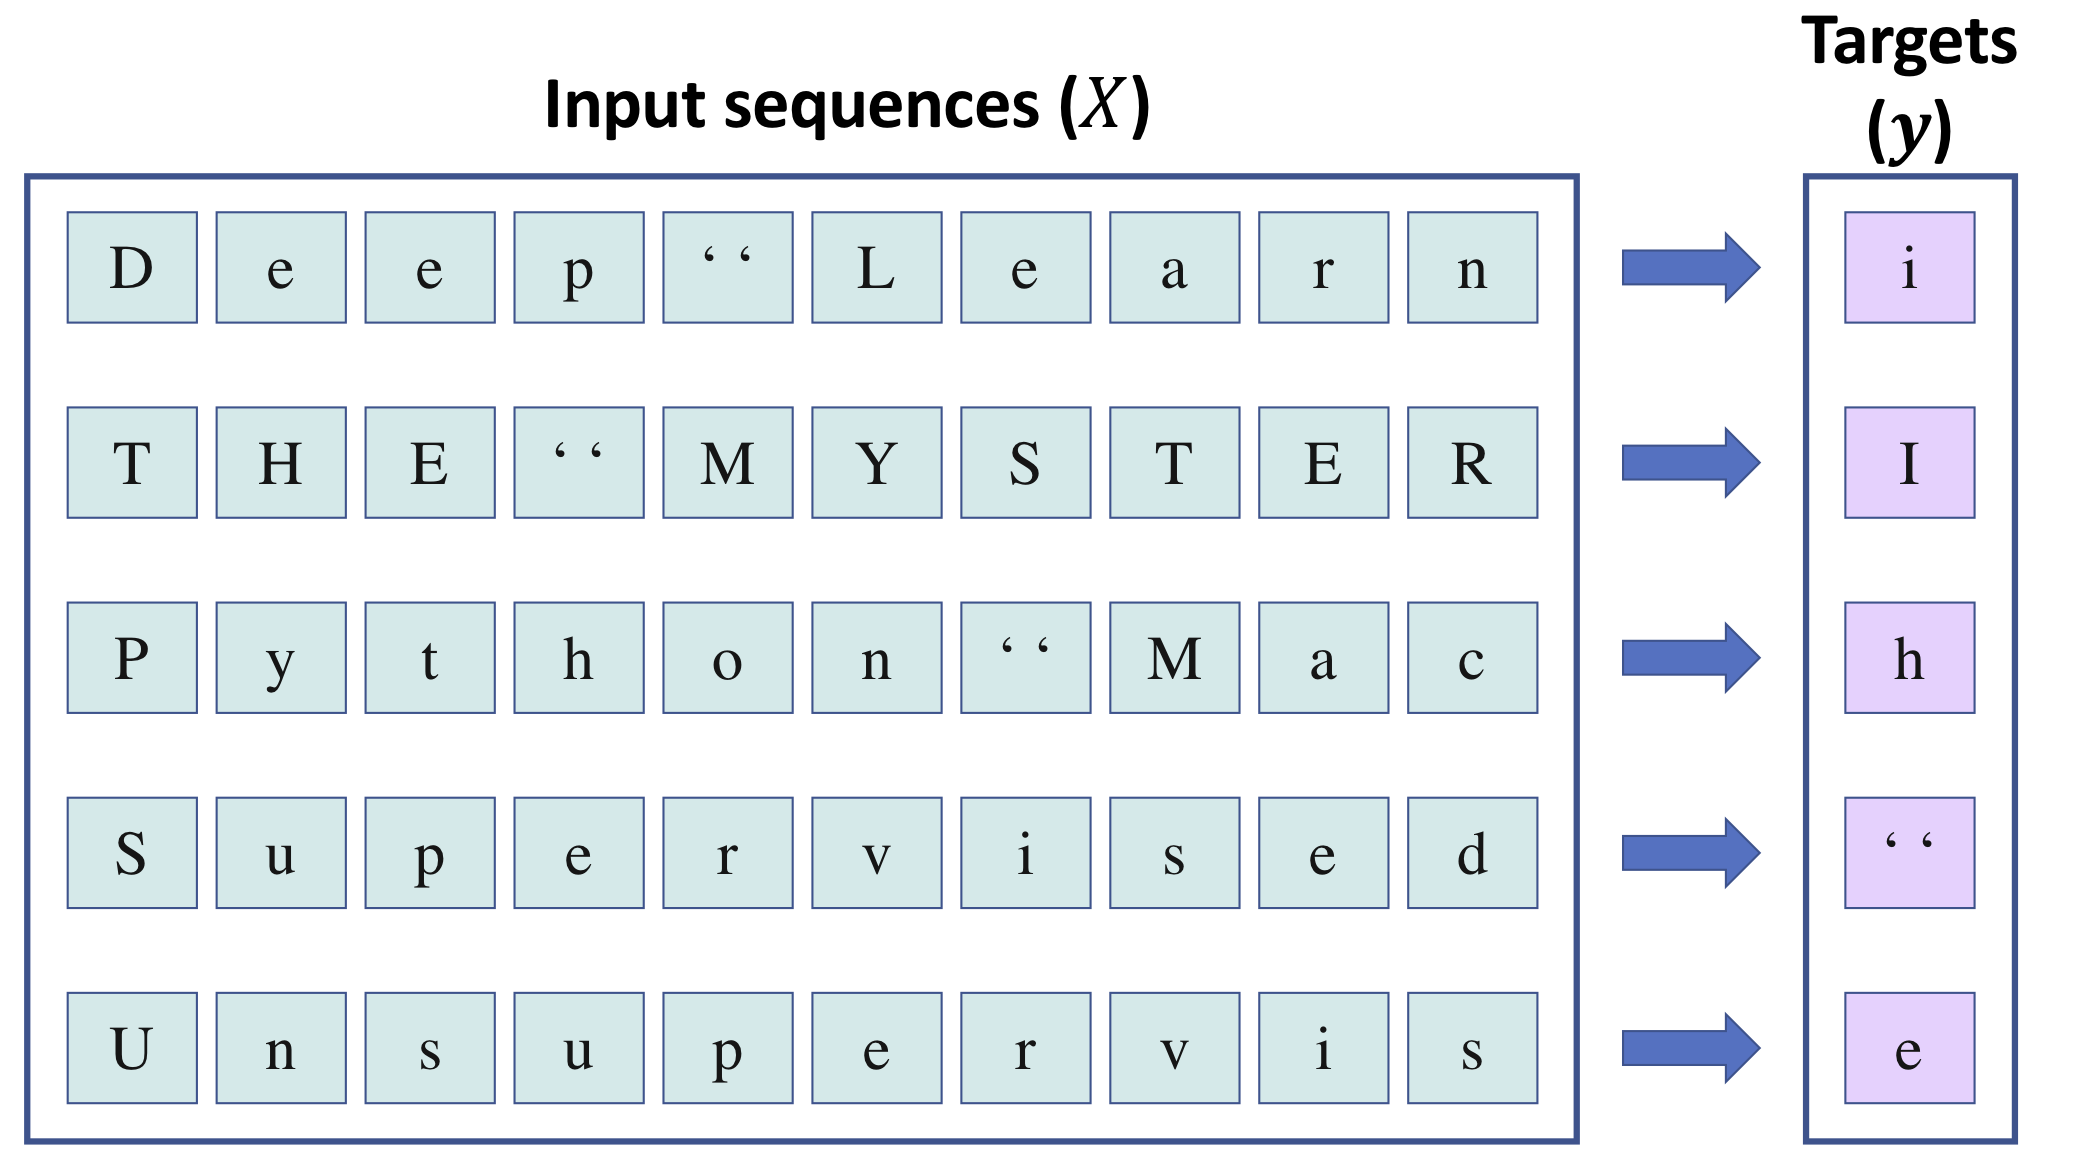 Input sequences (X)
Targets
(y)
D e e p ‘ ‘ L e a r n i
T H E ‘ ‘ M Y S T E R I
P y t h o n ‘ ‘ M a c h
S u p e r v i s e d ‘ ‘
U n s u p e r v i s e